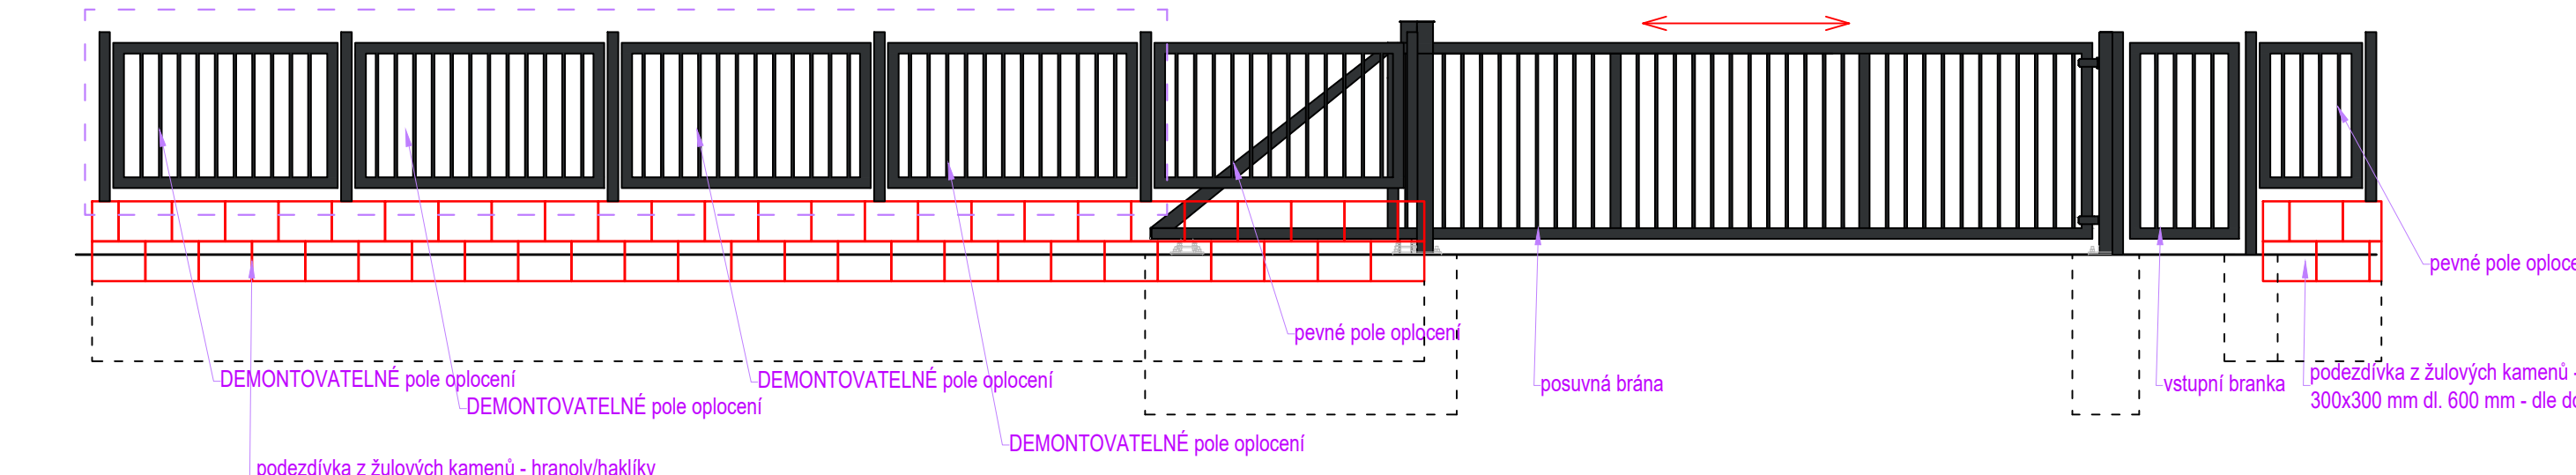 pevné pole
pevné pole oplocení
DEMONTOVATELNÉ pole oplocení
DEMONTOVATELNÉ pole oplocení
DEMONTOVATELNÉ pole oplocení
DEMONTOVATELNÉ pole oplocení
posuvná brána
vstupní branka
podezdívka z žulových kamenů -
300x300 mm dl. 600 mm - dle
podezdívka z žulových kamenů - hranoly/haklíky